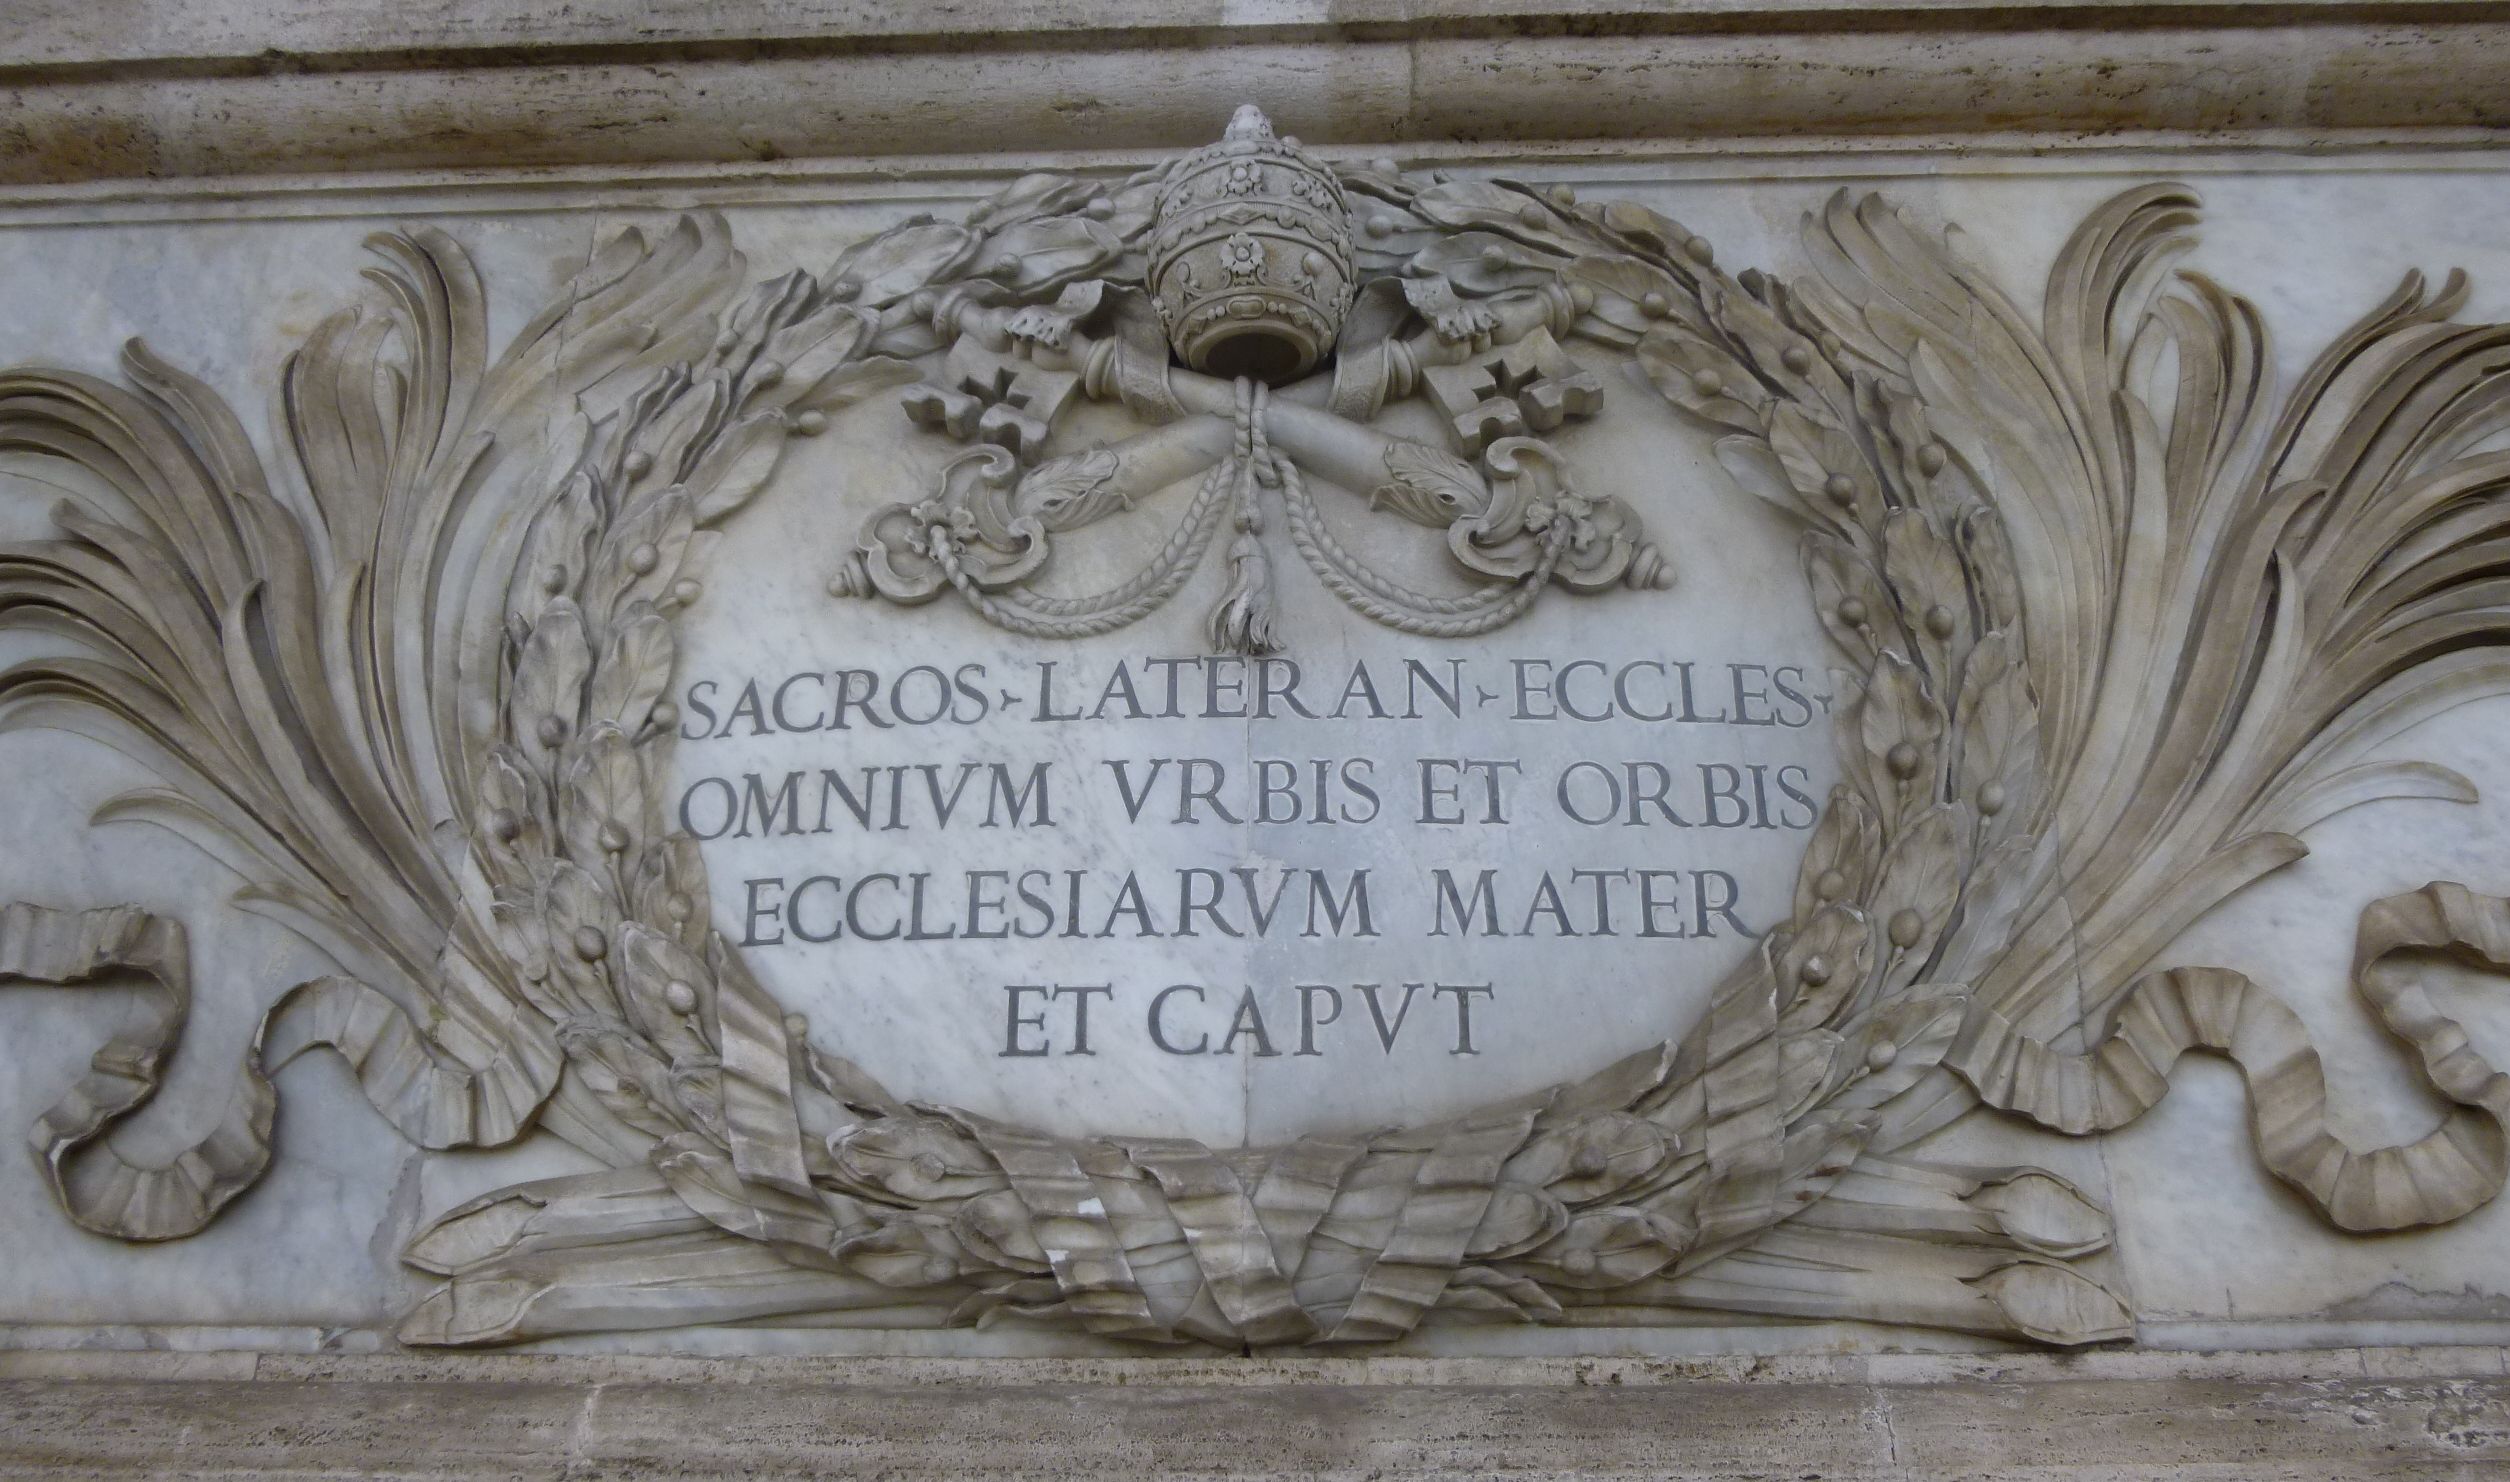 SACROS·LATERAN·ECCLES·
OMNIVM VRBIS ET ORBIS
ECCLESIARVM MATER
ET CAPVT